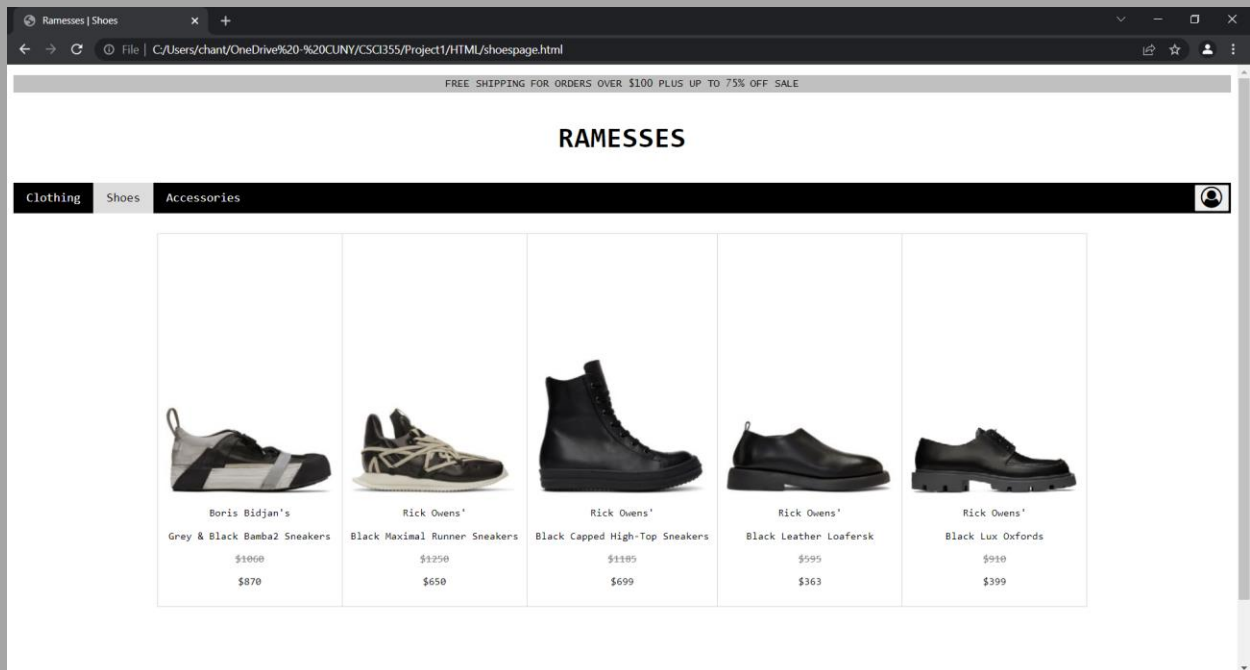 Ramesses | Shoes
File | C:/Users/chant/OneDrive%20-%20CUNY/CSCI355/Project1/HTML/shoespage.html
FREE SHIPPING FOR ORDERS OVER $100 PLUS UP TO 75% OFF SALE
RAMESSES
Clothing Shoes Accessories
Boris Bidjan's Rick Owens' Rick Owens' Rick Owens' Rick Owens'
Grey & Black Bamba2 Sneakers Black Maximal Runner Sneakers Black Capped High-Top Sneakers Black Leather Loafersk Black Lux Oxfords
$1060 $1250 $1185 $595 $910
$870 $650 $699 $363 $399